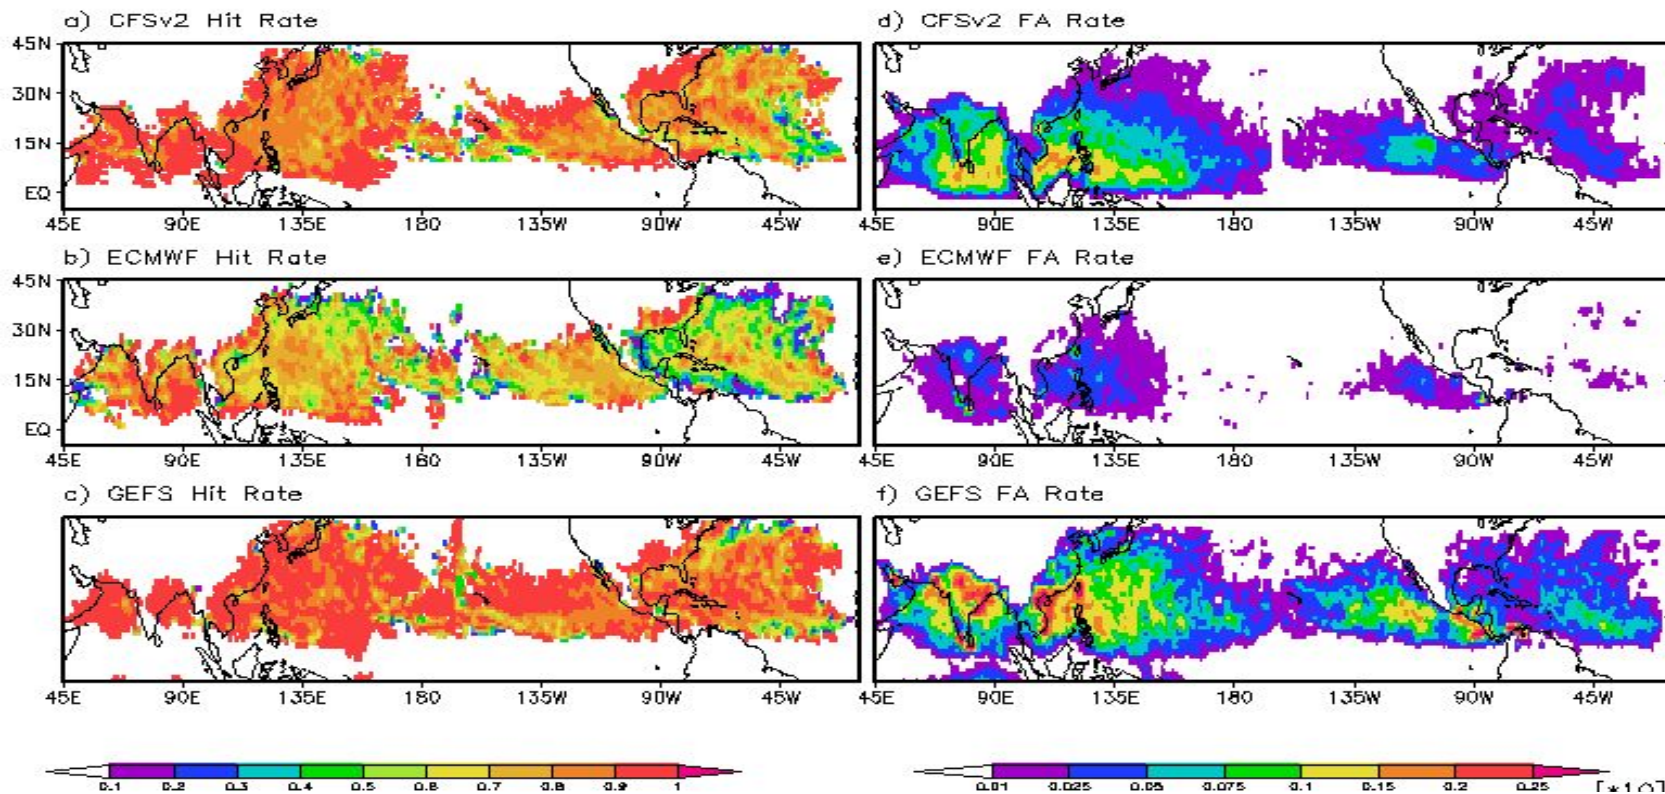 a) CFSv2 Hit Rate
45N
30N
15N
EQ
45E 90E 135E 180 135W 90W 45W
b) ECMWF Hit Rate
45N
30N
15N
EQ
45E 90E 135E 180 135W 90W 45W
c) GEFS Hit Rate
45E 90E 135E 180 135W 90W 45W
0.1 0.2 0.3 0.4 0.5 0.6 0.7 0.8 0.9 1
d) CFSv2 FA Rate
45E 90E 135E 180 135W 90W 45W
e) ECMWF FA Rate
45E 90E 135E 180 135W 90W 45W
f) GEFS FA Rate
45E 90E 135E 180 135W 90W 45W
0.01 0.025 0.05 0.075 0.1 0.15 0.2 0.25